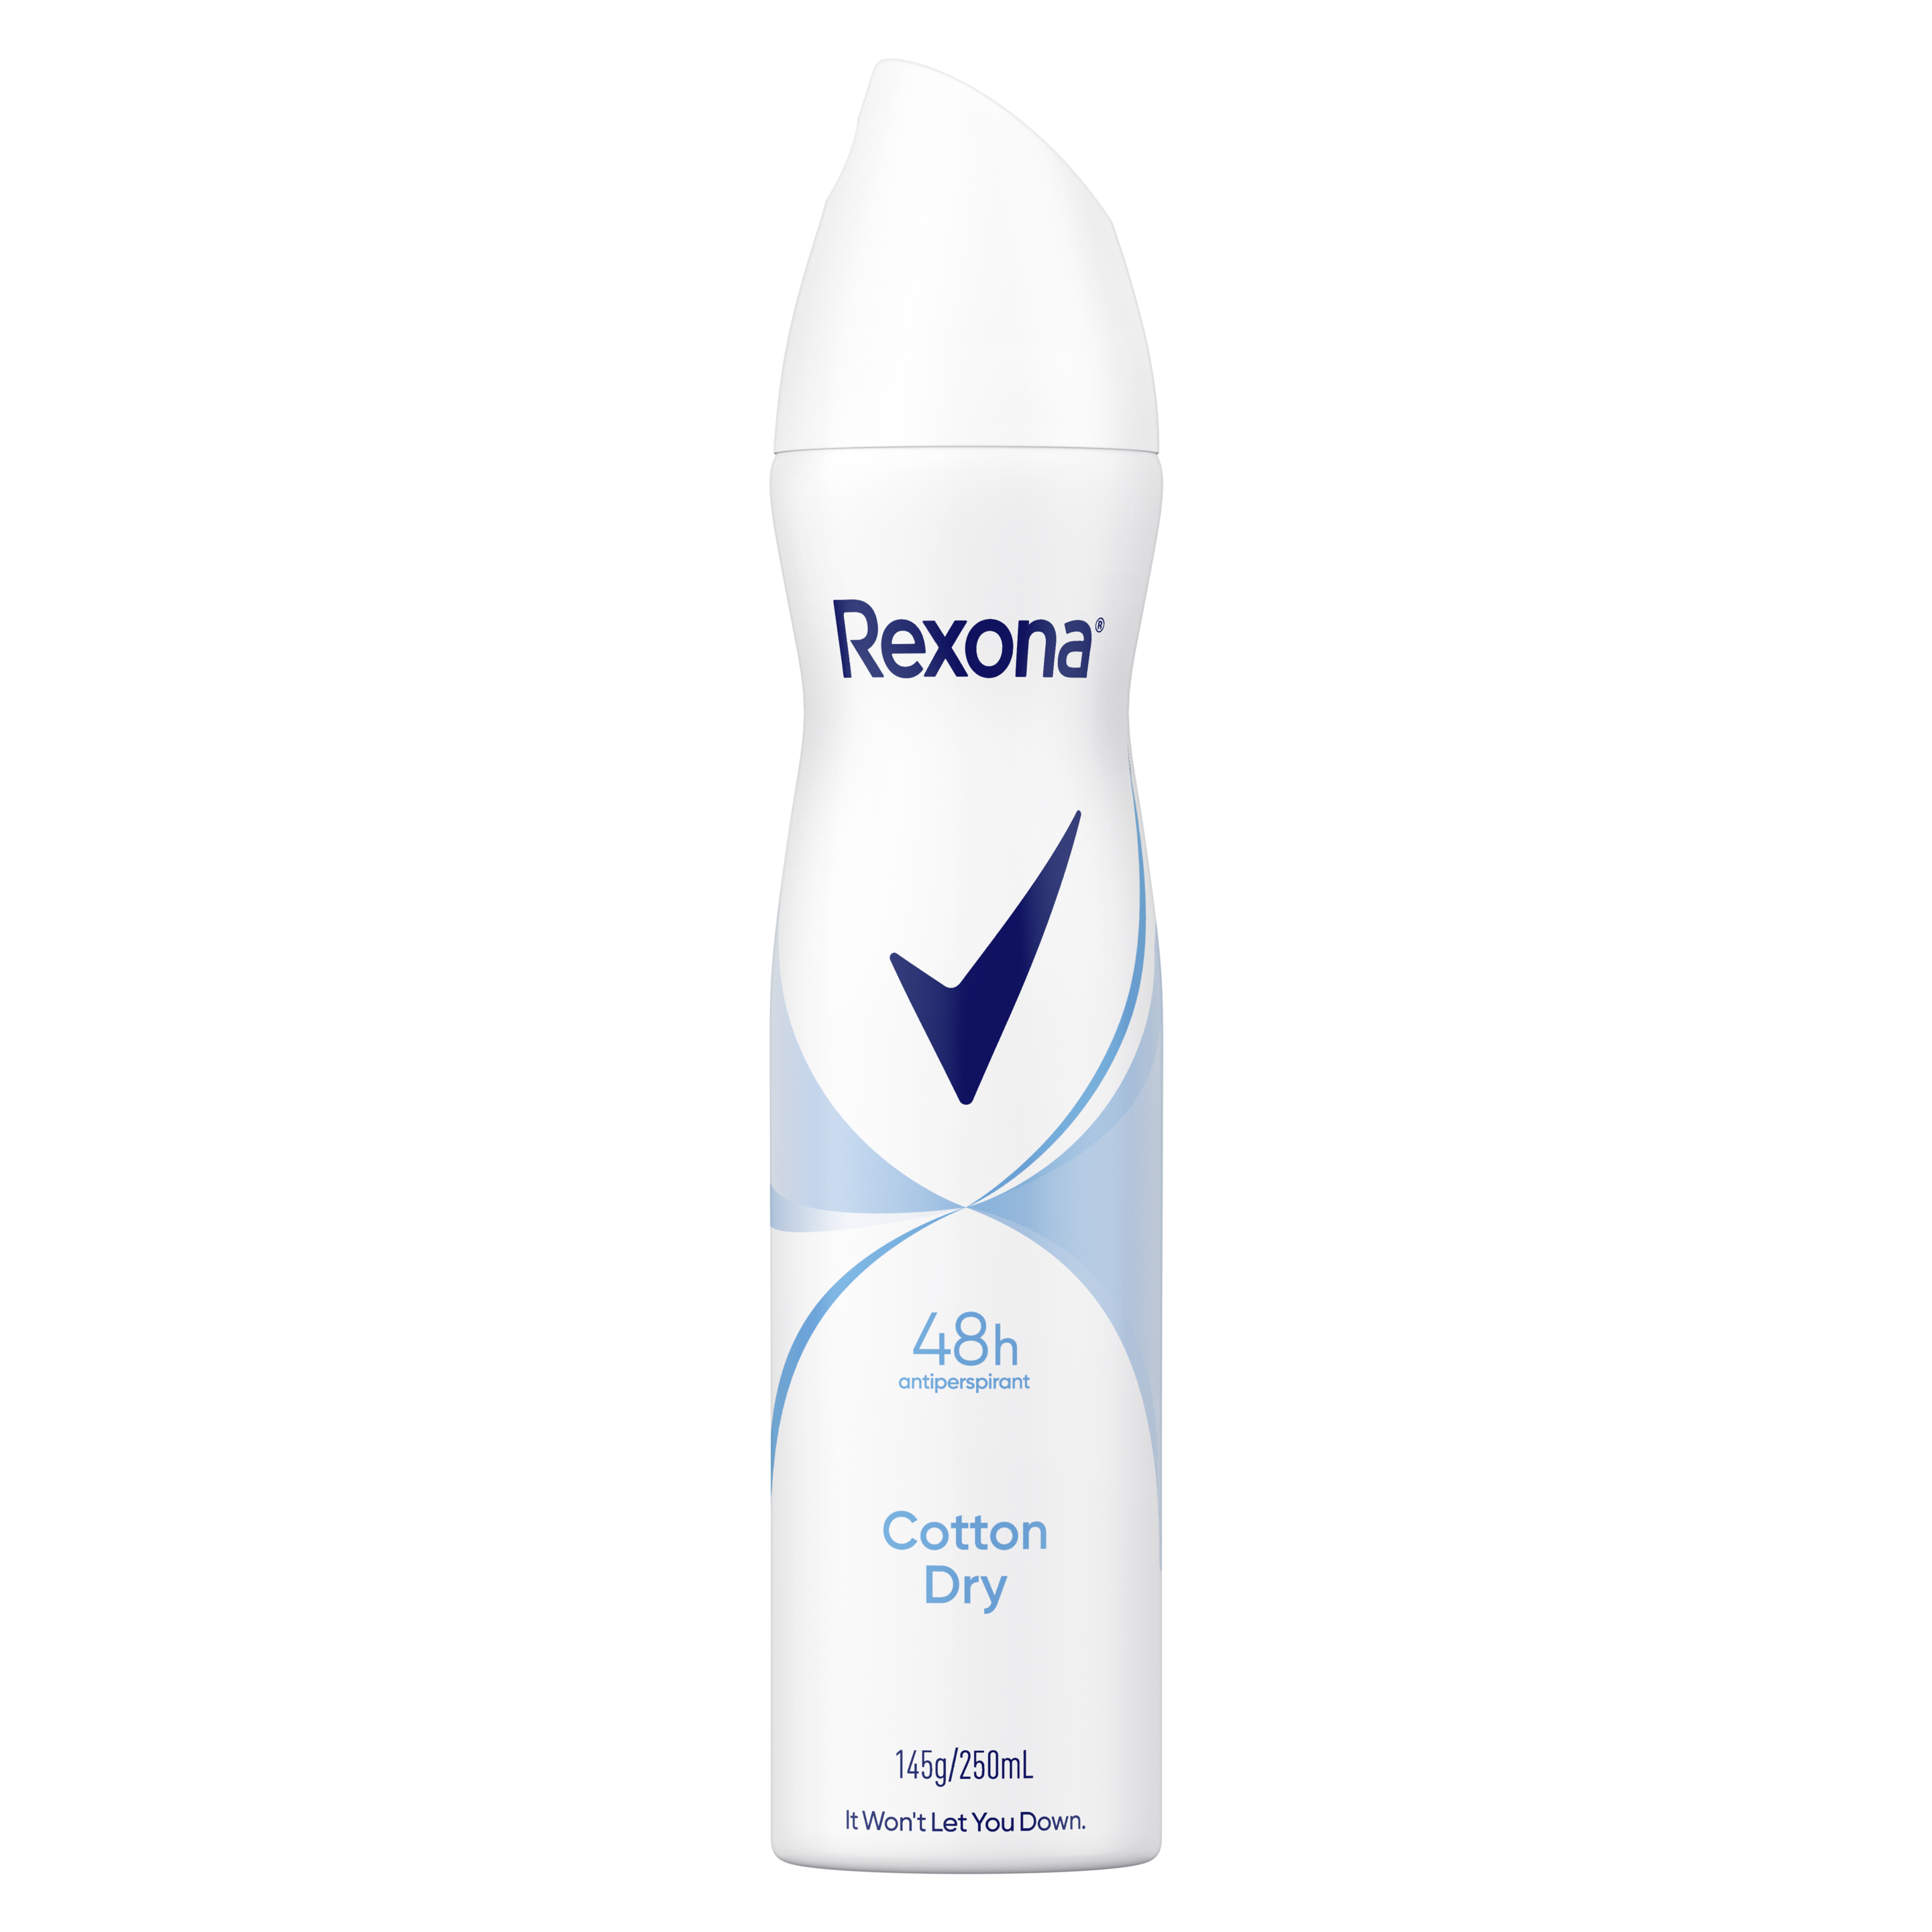 Rexona®
48h
antiperspirant
Cotton
Dry
145g/250mL
It Won't Let You Down.